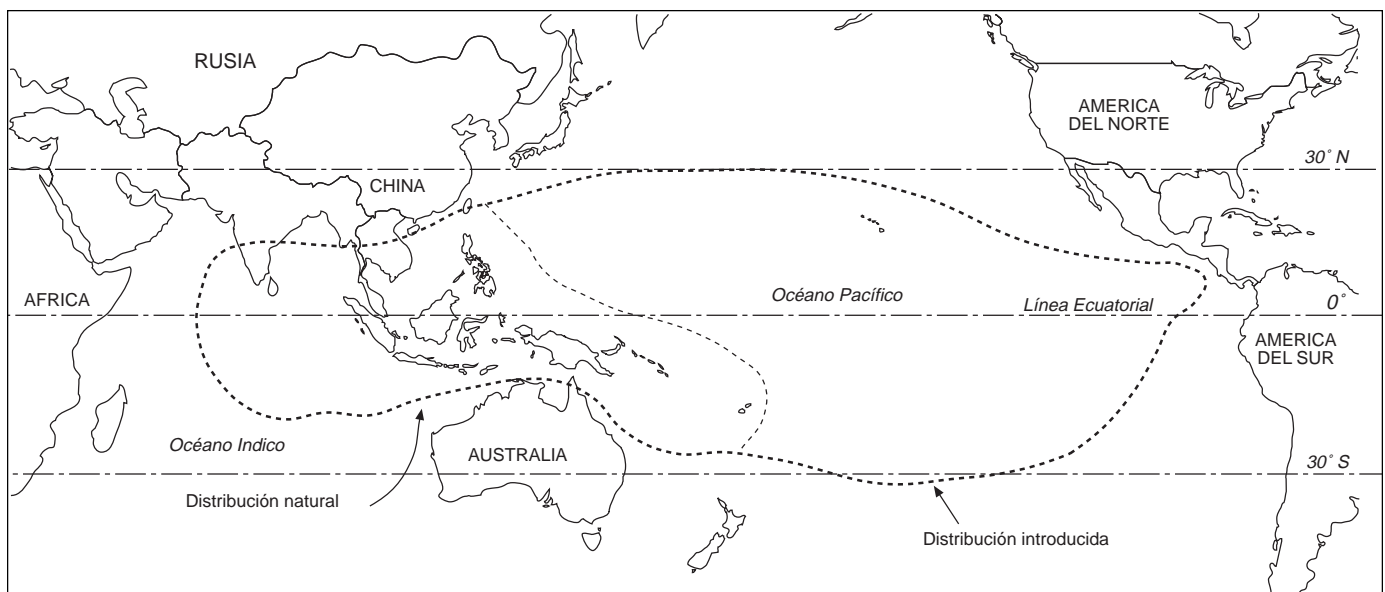 RUSIA
AMERICA
DEL NORTE
30° N
CHINA
AFRICA
Océano Pacífico
Línea Ecuatorial
0°
AMERICA
DEL SUR
Océano Indico
AUSTRALIA
30° S
Distribución natural
Distribución introducida